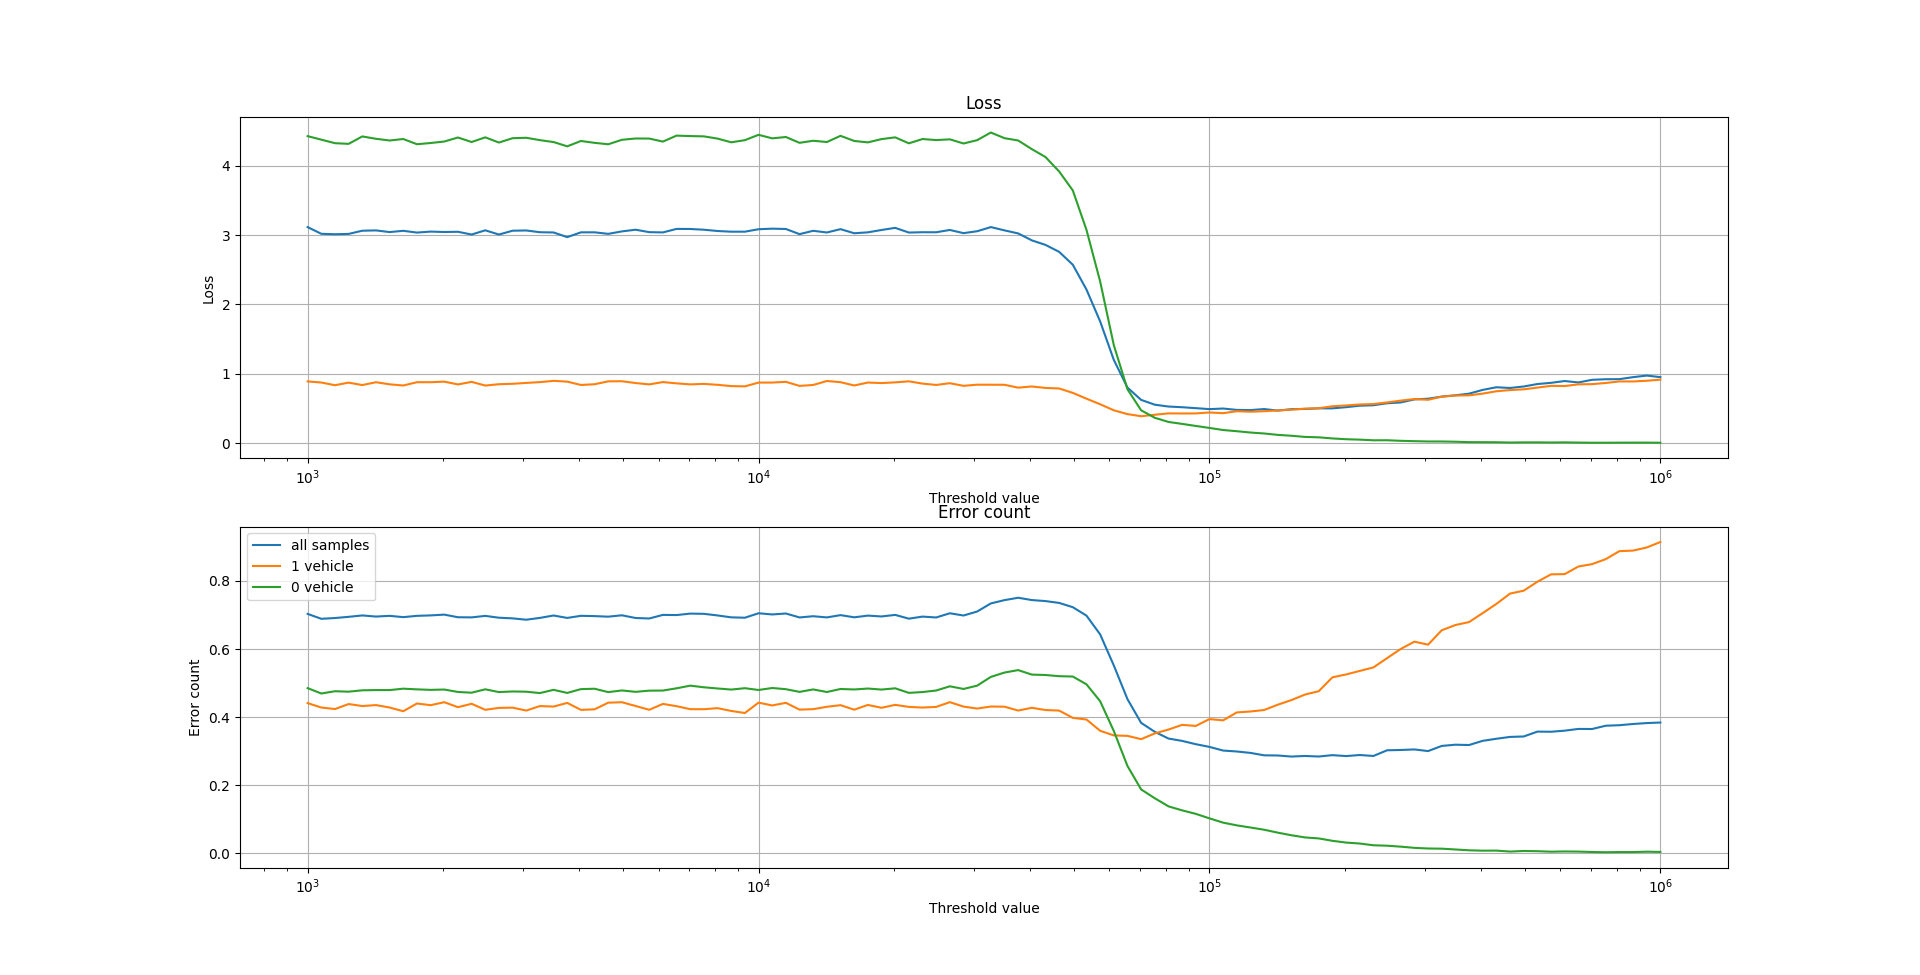 Loss
Loss
4
3
2
1
0
10³ 10⁴ 10⁵ 10⁶
Threshold value
Error count
all samples
1 vehicle
0 vehicle
Error count
0.8
0.6
0.4
0.2
0.0
10³ 10⁴ 10⁵ 10⁶
Threshold value